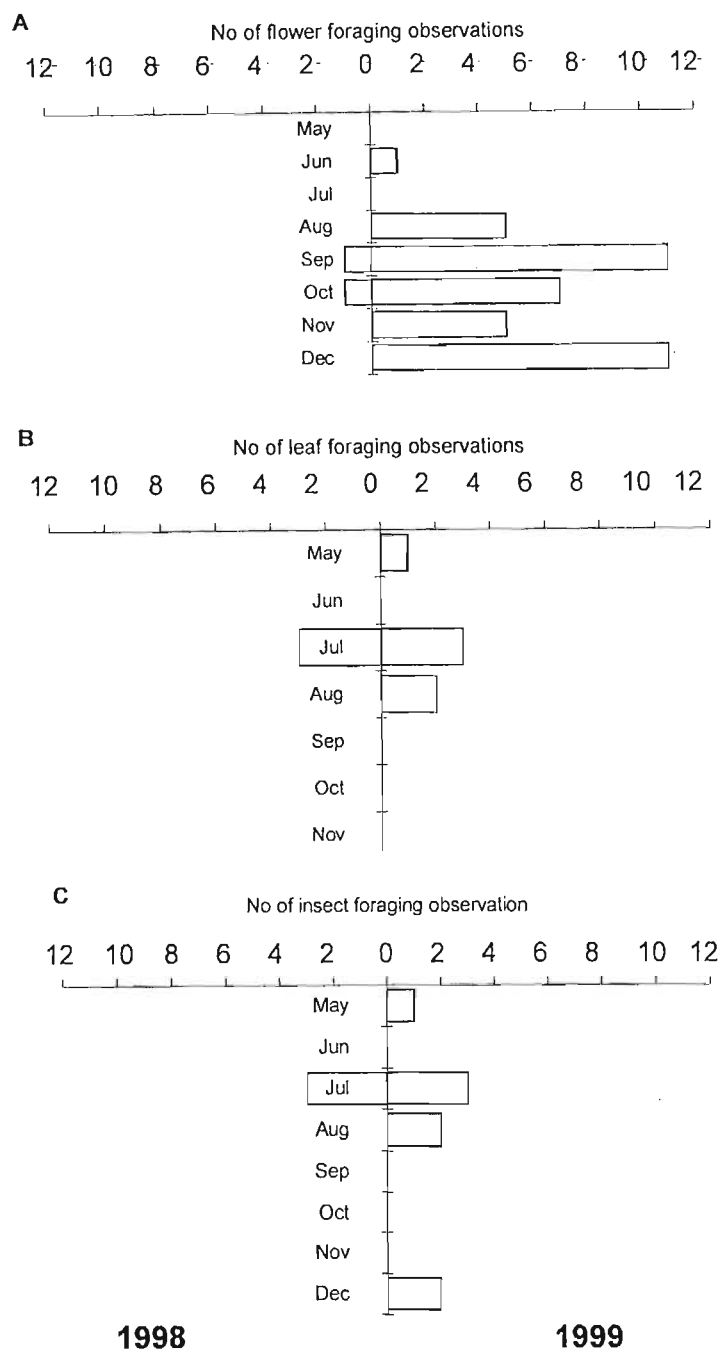 A
No of flower foraging observations
12- 10 8 6- 4 2- 0 2- 4- 6- 8- 10- 12-
May
Jun
Jul
Aug
Sep
Oct
Nov
Dec
B
No of leaf foraging observations
12 10 8 6 4 2 0 2 4 6 8 10 12
May
Jun
Jul
Aug
Sep
Oct
Nov
C
No of insect foraging observation
12 10 8 6 4 2 0 2 4 6 8 10 12
May
Jun
Jul
Aug
Sep
Oct
Nov
Dec
1998 1999